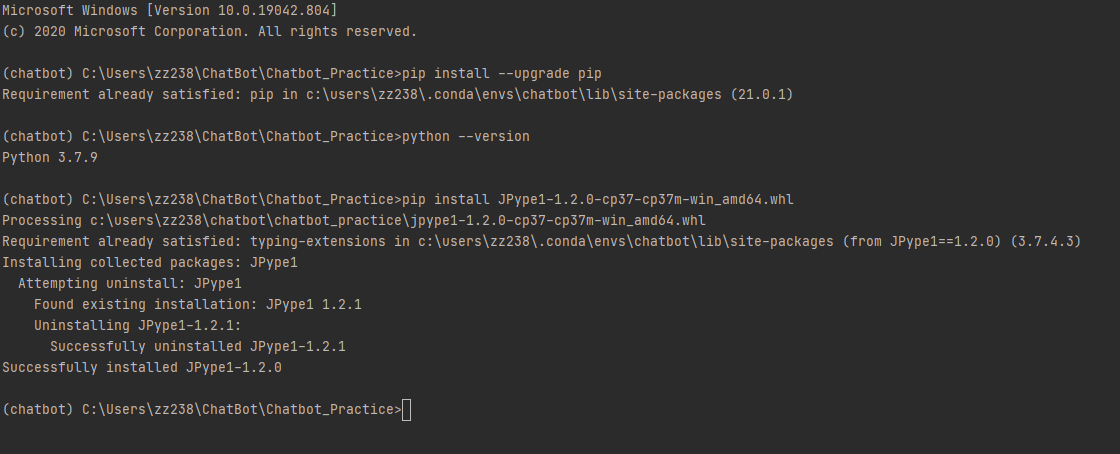 Microsoft Windows [Version 10.0.19042.804]
(c) 2020 Microsoft Corporation. All rights reserved.
(chatbot) C:\Users\zz238\ChatBot\Chatbot_Practice>pip install --upgrade pip
Requirement already satisfied: pip in c:\users\zz238\.conda\envs\chatbot\lib\site-packages (21.0.1)
(chatbot) C:\Users\zz238\ChatBot\Chatbot_Practice>python --version
Python 3.7.9
(chatbot) C:\Users\zz238\ChatBot\Chatbot_Practice>pip install JPype1-1.2.0-cp37-cp37m-win_amd64.whl
Processing c:\users\zz238\chatbot\chatbot_practice\jpype1-1.2.0-cp37-cp37m-win_amd64.whl
Requirement already satisfied: typing-extensions in c:\users\zz238\.conda\envs\chatbot\lib\site-packages (from JPype1==1.2.0) (3.7.4.3)
Installing collected packages: JPype1
  Attempting uninstall: JPype1
    Found existing installation: JPype1 1.2.1
    Uninstalling JPype1-1.2.1:
      Successfully uninstalled JPype1-1.2.1
Successfully installed JPype1-1.2.0
(chatbot) C:\Users\zz238\ChatBot\Chatbot_Practice>